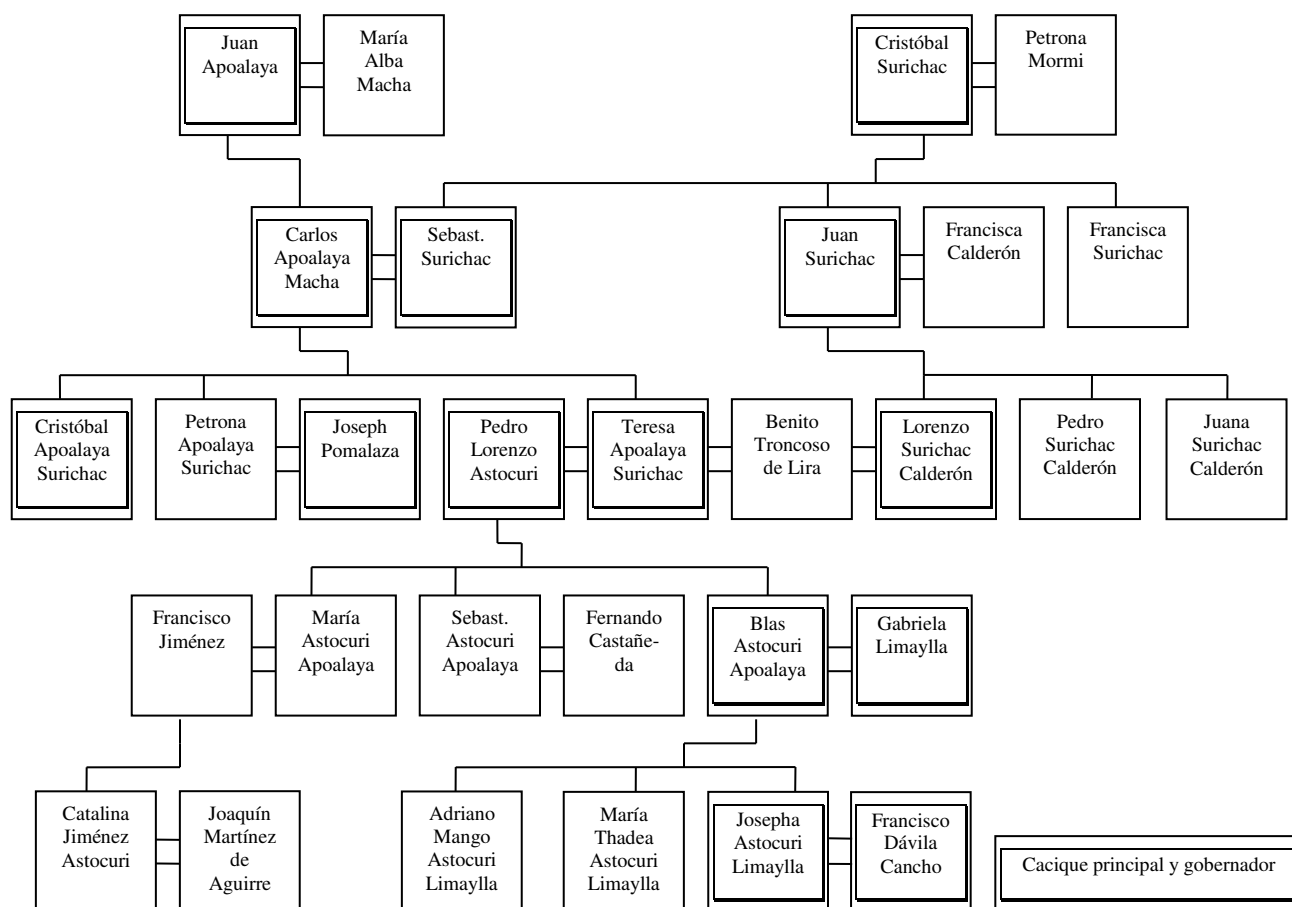 Juan
Apoalaya
María
Alba
Macha
Cristóbal
Surichac
Petrona
Mormi
Carlos
Apoalaya
Macha
Sebast.
Surichac
Juan
Surichac
Francisca
Calderón
Francisca
Surichac
Cristóbal
Apoalaya
Surichac
Petrona
Apoalaya
Surichac
Joseph
Pomalaza
Pedro
Lorenzo
Astocuri
Teresa
Apoalaya
Surichac
Benito
Troncoso
de Lira
Lorenzo
Surichac
Calderón
Pedro
Surichac
Calderón
Juana
Surichac
Calderón
Francisco
Jiménez
María
Astocuri
Apoalaya
Sebast.
Astocuri
Apoalaya
Fernando
Castañe-
da
Blas
Astocuri
Apoalaya
Gabriela
Limaylla
Catalina
Jiménez
Astocuri
Joaquín
Martínez
de
Aguirre
Adriano
Mango
Astocuri
Limaylla
María
Thadea
Astocuri
Limaylla
Josepha
Astocuri
Limaylla
Francisco
Dávila
Cancho
Cacique principal y gobernador